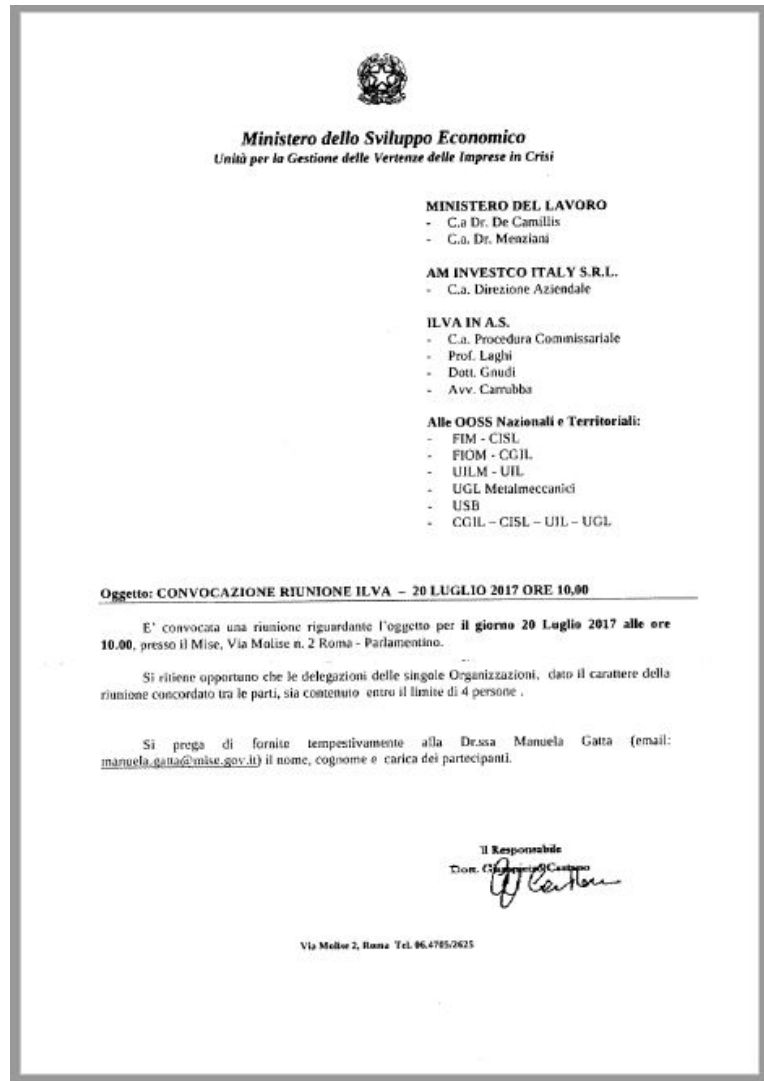 Ministero dello Sviluppo Economico
Unità per la Gestione delle Vertenze delle Imprese in Crisi
MINISTERO DEL LAVORO
- C.a Dr. De Camillis
- C.a. Dr. Menziani
AM INVESTCO ITALY S.R.L.
- C.a. Direzione Aziendale
ILVA IN A.S.
- C.a. Procedura Commissariale
- Prof. Laghi
- Dott. Gnudi
- Avv. Carrubba
Alle OOSS Nazionali e Territoriali:
- FIM - CISL
- FIOM - CGIL
- UILM - UIL
- UGL Metalmeccanici
- USB
- CGIL – CISL – UIL – UGL
Oggetto: CONVOCAZIONE RIUNIONE ILVA – 20 LUGLIO 2017 ORE 10,00
E' convocata una riunione riguardante l'oggetto per il giorno 20 Luglio 2017 alle ore
10.00, presso il Mise, Via Molise n. 2 Roma - Parlamentino.
Si ritiene opportuno che le delegazioni delle singole Organizzazioni, dato il carattere della
riunione concordato tra le parti, sia contenuto entro il limite di 4 persone .
Si prega di fornite tempestivamente alla Dr.ssa Manuela Gatta (email:
manuela.gatta@mise.gov.it) il nome, cognome e carica dei partecipanti.
Il Responsabile
Dott. Castano
Via Molise 2, Roma Tel. 06.4705/2625